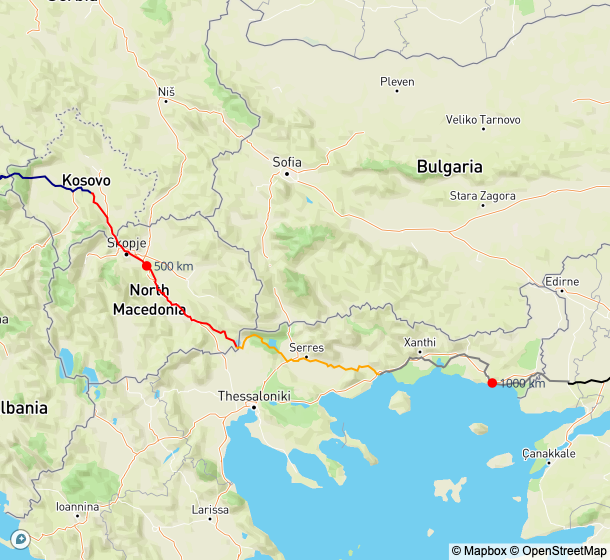 Serbia
Pleven
Niš
Veliko Tarnovo
Sofia
Bulgaria
Kosovo
Stara Zagora
Skopje
500 km
Edirne
North
Macedonia
Serres
Xanthi
1000 km
Thessaloniki
lbania
Çanakkale
Ioannina
Larissa
© Mapbox © OpenStreetMap